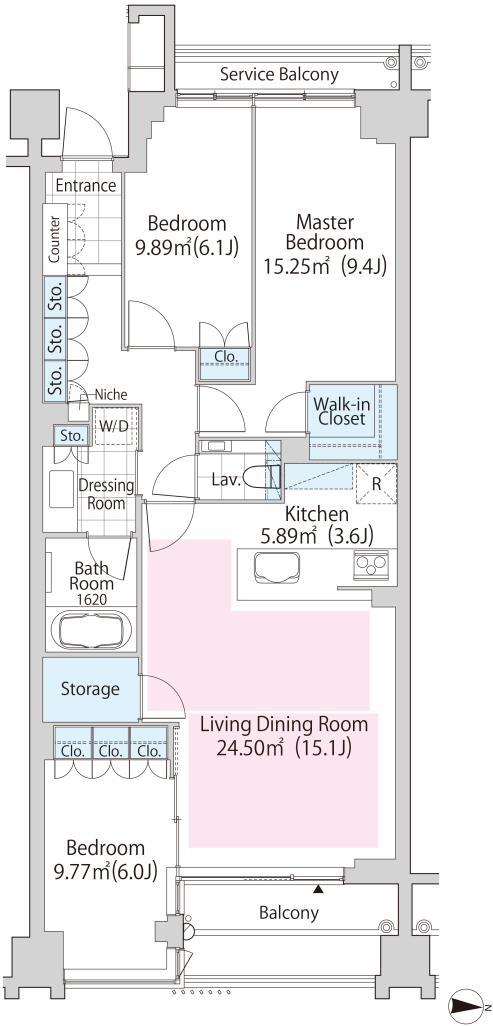 Service Balcony
Entrance
Counter
Bedroom
9.89㎡(6.1J)
Master
Bedroom
15.25㎡ (9.4J)
Sto.
Sto.
Sto.
Clo.
Niche
Walk-in
Closet
W/D
Sto.
Lav.
R
Dressing
Room
Kitchen
5.89㎡ (3.6J)
Bath
Room
1620
Storage
Living Dining Room
24.50㎡ (15.1J)
Clo.
Clo.
Clo.
Bedroom
9.77㎡(6.0J)
Balcony
N